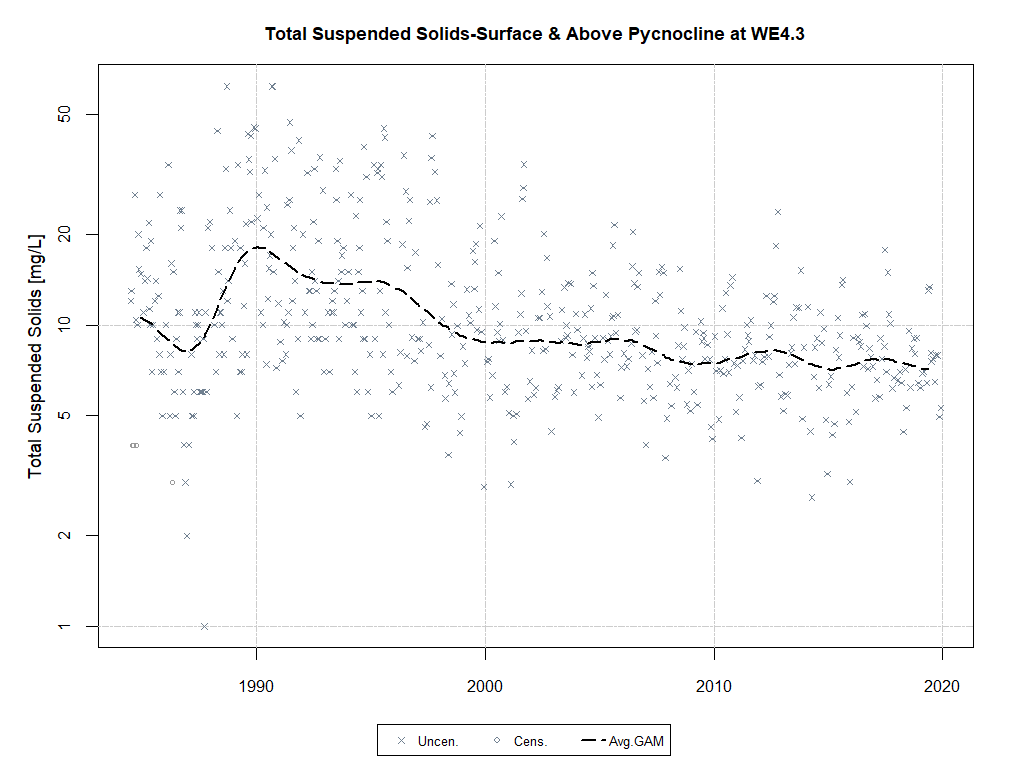 Total Suspended Solids-Surface & Above Pycnocline at WE4.3
Total Suspended Solids [mg/L]
50
20
10
5
2
1
1990 2000 2010 2020
Uncen. Cens. Avg.GAM